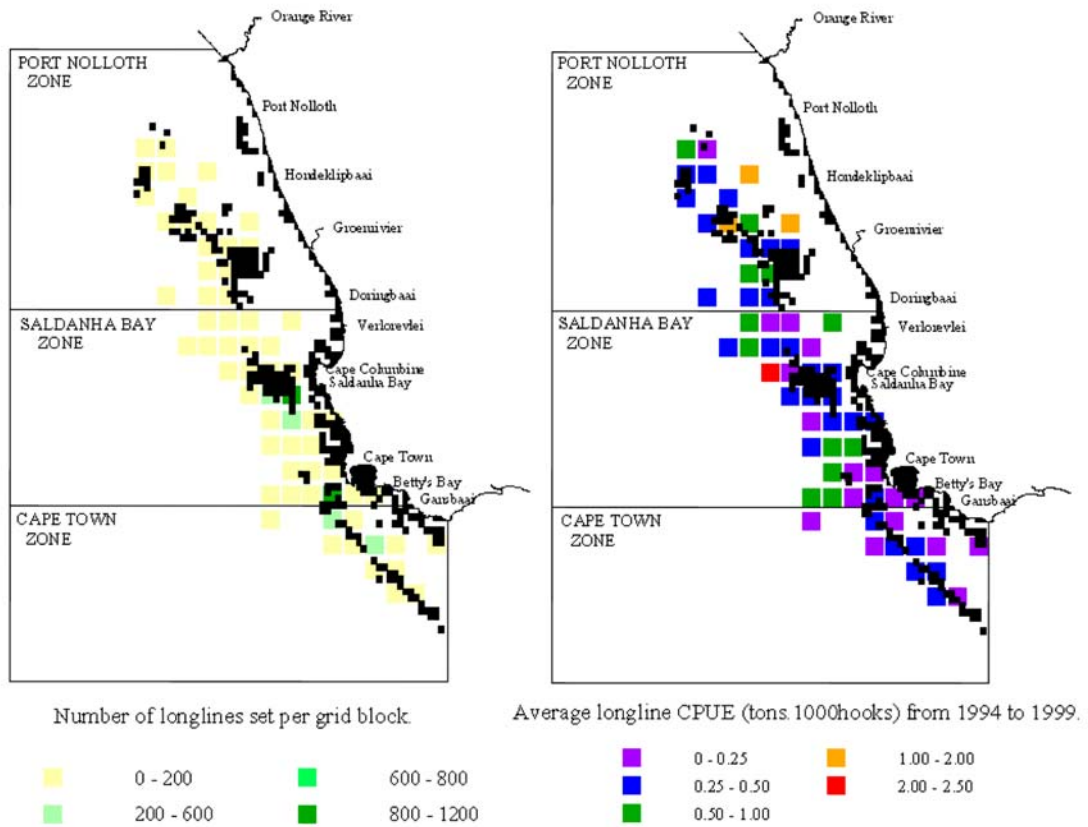 Orange River
PORT NOLLOTH
ZONE
Port Nolloth
Hondeklipbaai
Groenrivier
Doringbaai
SALDANHA BAY
ZONE
Verlorevlei
Cape Columbine
Saldanha Bay
Cape Town
Betty's Bay
Gansbaai
CAPE TOWN
ZONE
Number of longlines set per grid block.
0 - 200
600 - 800
200 - 600
800 - 1200
Orange River
PORT NOLLOTH
ZONE
Port Nolloth
Hondeklipbaai
Groenrivier
Doringbaai
SALDANHA BAY
ZONE
Verlorevlei
Cape Columbine
Saldanha Bay
Cape Town
Betty's Bay
Gansbaai
CAPE TOWN
ZONE
Average longline CPUE (tons.1000hooks) from 1994 to 1999.
0 - 0.25
1.00 - 2.00
0.25 - 0.50
2.00 - 2.50
0.50 - 1.00